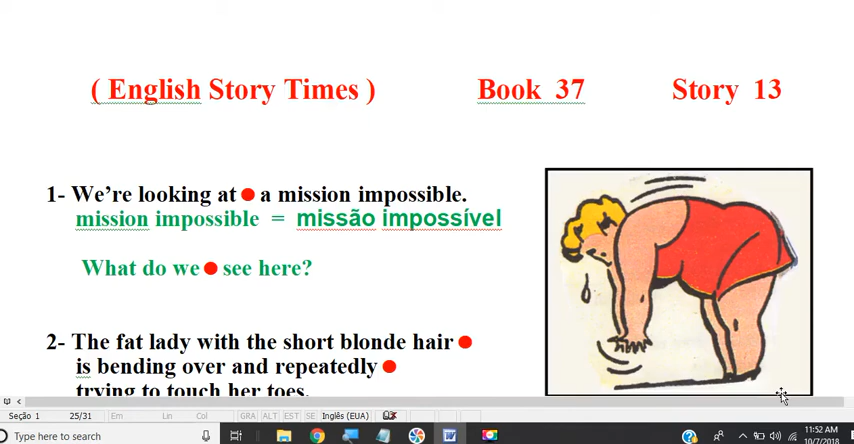 ( English Story Times ) Book 37 Story 13
1- We're looking at a mission impossible.
mission impossible = missão impossível
What do we see here?
2- The fat lady with the short blonde hair
is bending over and repeatedly
trying to touch her toes.
Seção 1 25/31 Em Lin Col GRA ALT EST SE Inglês (EUA)
11:52 AM
Type here to search
10/7/2018